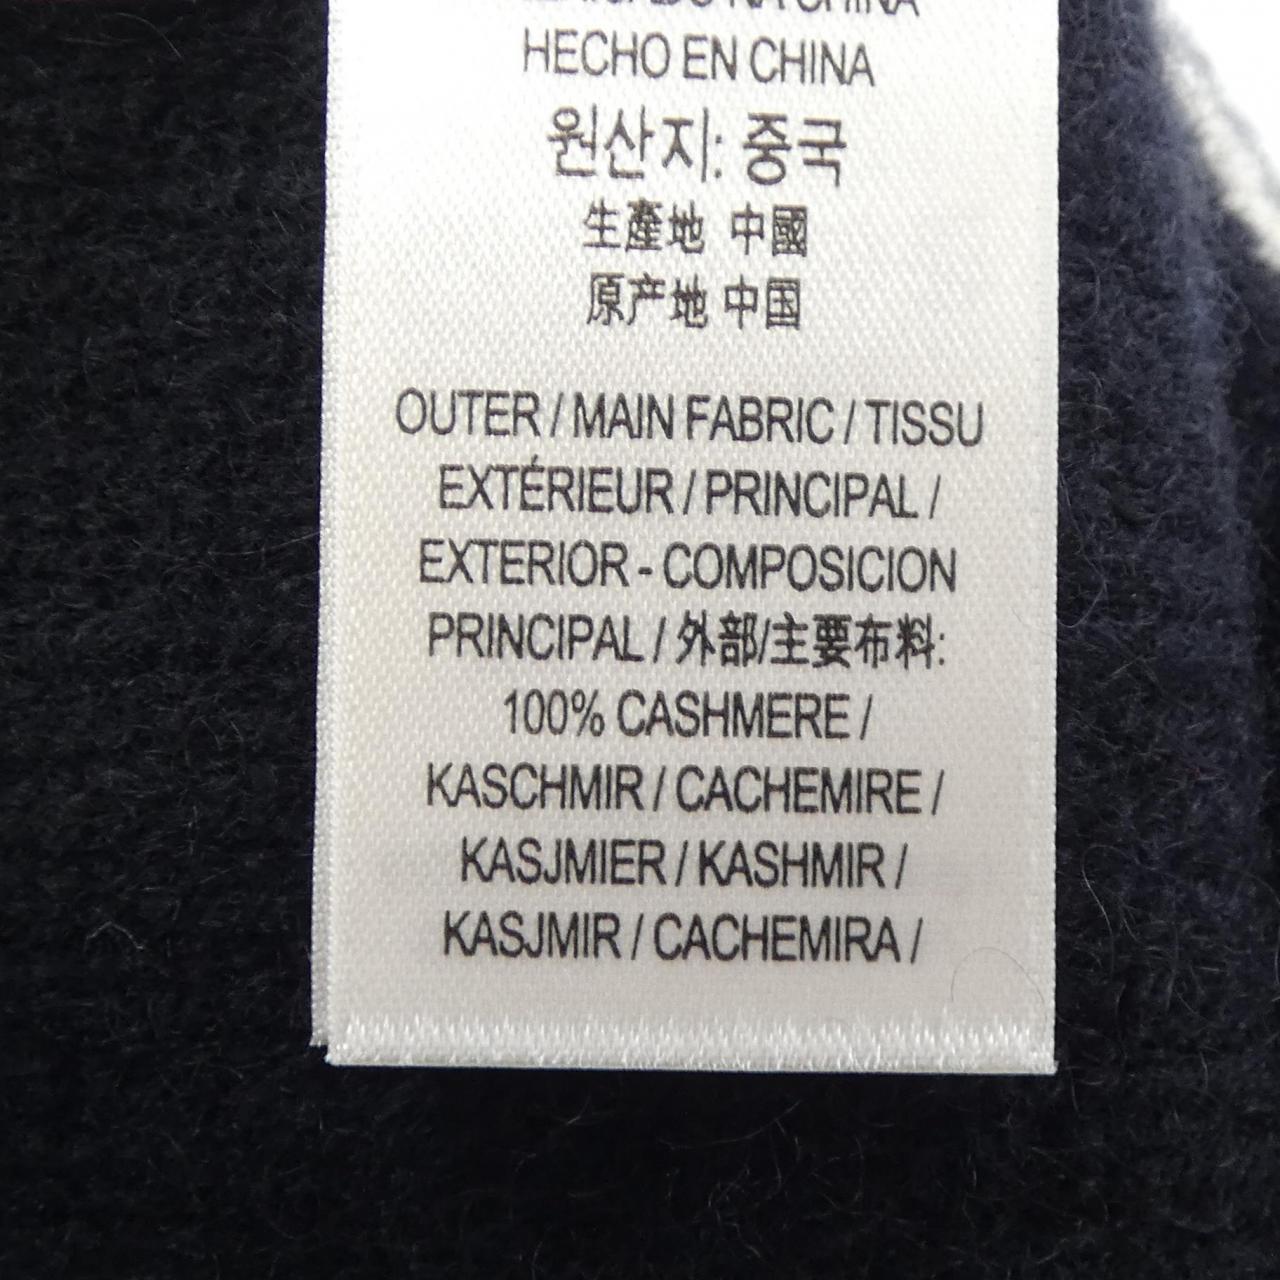 NA CHINA
HECHO EN CHINA
원산지: 중국
生產地 中國
原产地 中国
OUTER / MAIN FABRIC / TISSU
EXTÉRIEUR / PRINCIPAL /
EXTERIOR - COMPOSICION
PRINCIPAL / 外部/主要布料:
100% CASHMERE /
KASCHMIR / CACHEMIRE /
KASJMIER / KASHMIR /
KASJMIR / CACHEMIRA /